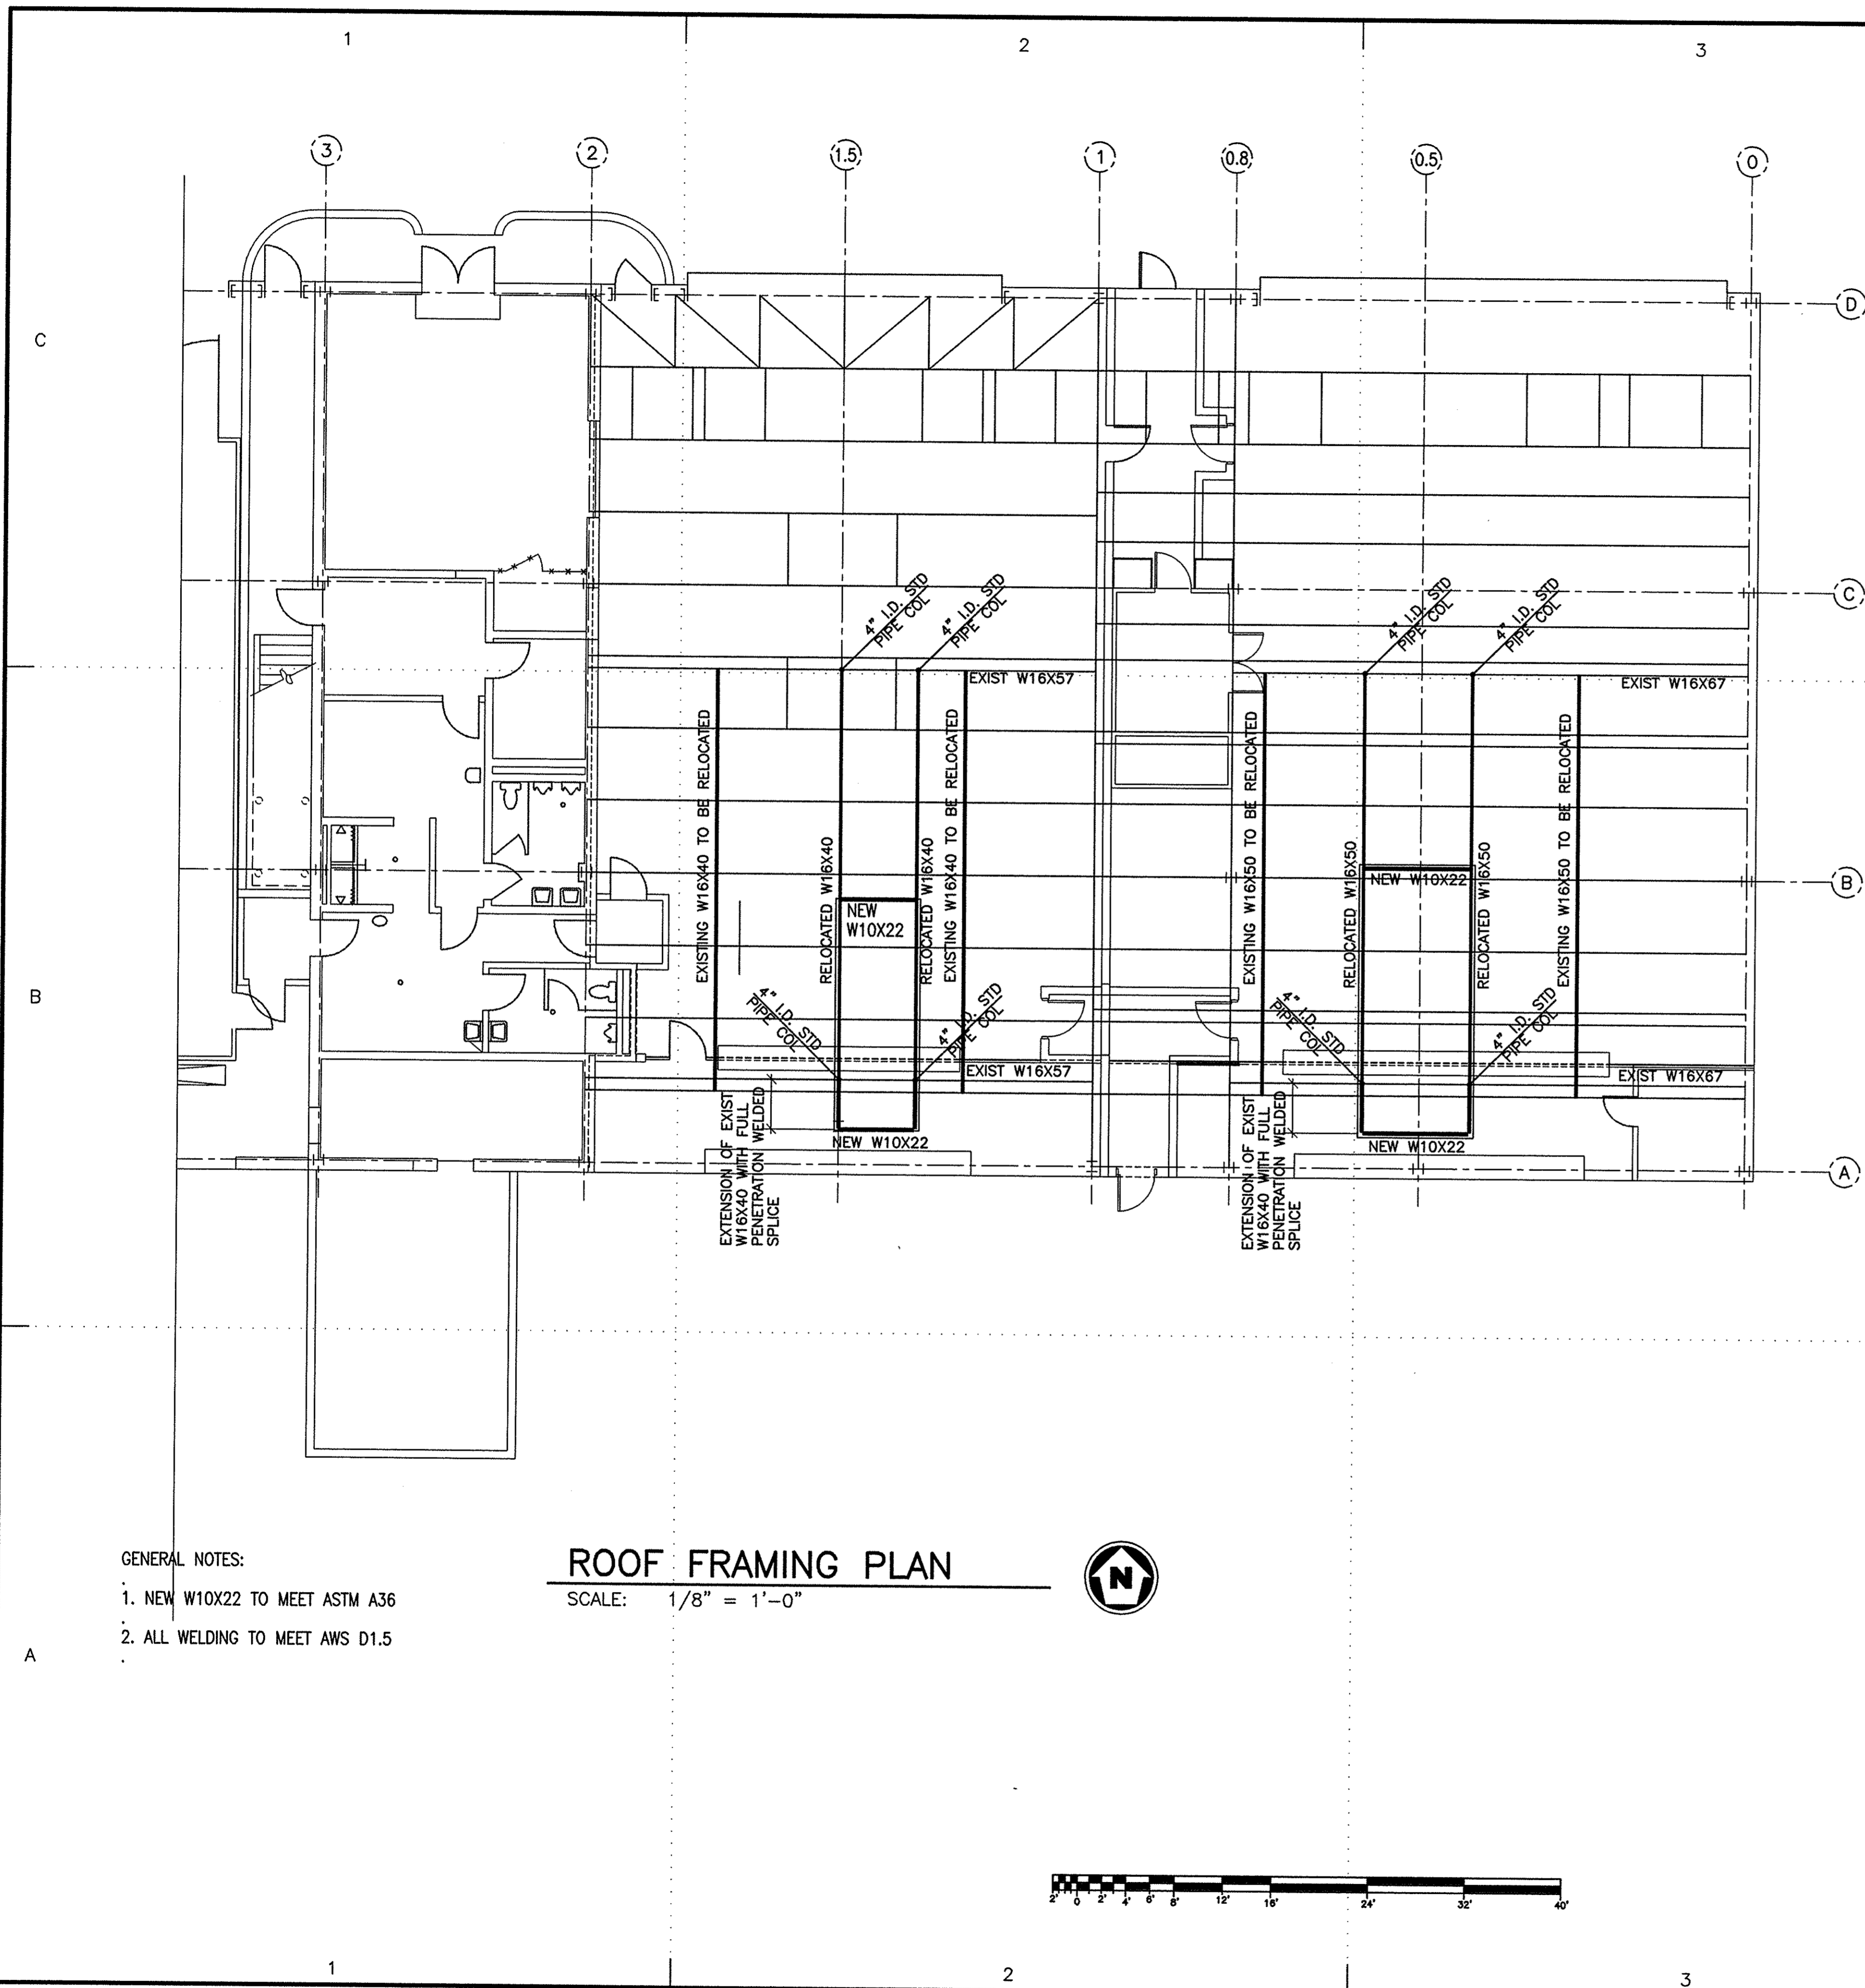 1
2
3
3
2
1.5
1
0.8
0.5
0
D
C
4" I.D. STD
PIPE COL
4" I.D. STD
PIPE COL
4" I.D. STD
PIPE COL
4" I.D. STD
PIPE COL
C
EXIST W16X57
EXIST W16X67
EXISTING W16X40 TO BE RELOCATED
RELOCATED W16X40
RELOCATED W16X40
EXISTING W16X40 TO BE RELOCATED
EXISTING W16X50 TO BE RELOCATED
RELOCATED W16X50
RELOCATED W16X50
EXISTING W16X50 TO BE RELOCATED
NEW
W10X22
NEW W10X22
B
B
4" I.D. STD
PIPE COL
4" I.D. STD
PIPE COL
4" I.D. STD
PIPE COL
4" I.D. STD
PIPE COL
EXIST W16X57
EXIST W16X67
NEW W10X22
NEW W10X22
A
EXTENSION OF EXIST
W16X40 WITH FULL
PENETRATION WELDED
SPLICE
EXTENSION OF EXIST
W16X40 WITH FULL
PENETRATION WELDED
SPLICE
GENERAL NOTES:
1. NEW W10X22 TO MEET ASTM A36
2. ALL WELDING TO MEET AWS D1.5
ROOF FRAMING PLAN
SCALE: 1/8" = 1'-0"
N
A
2' 0 2' 4' 6' 8' 12' 16' 24' 32' 40'
1
2
3